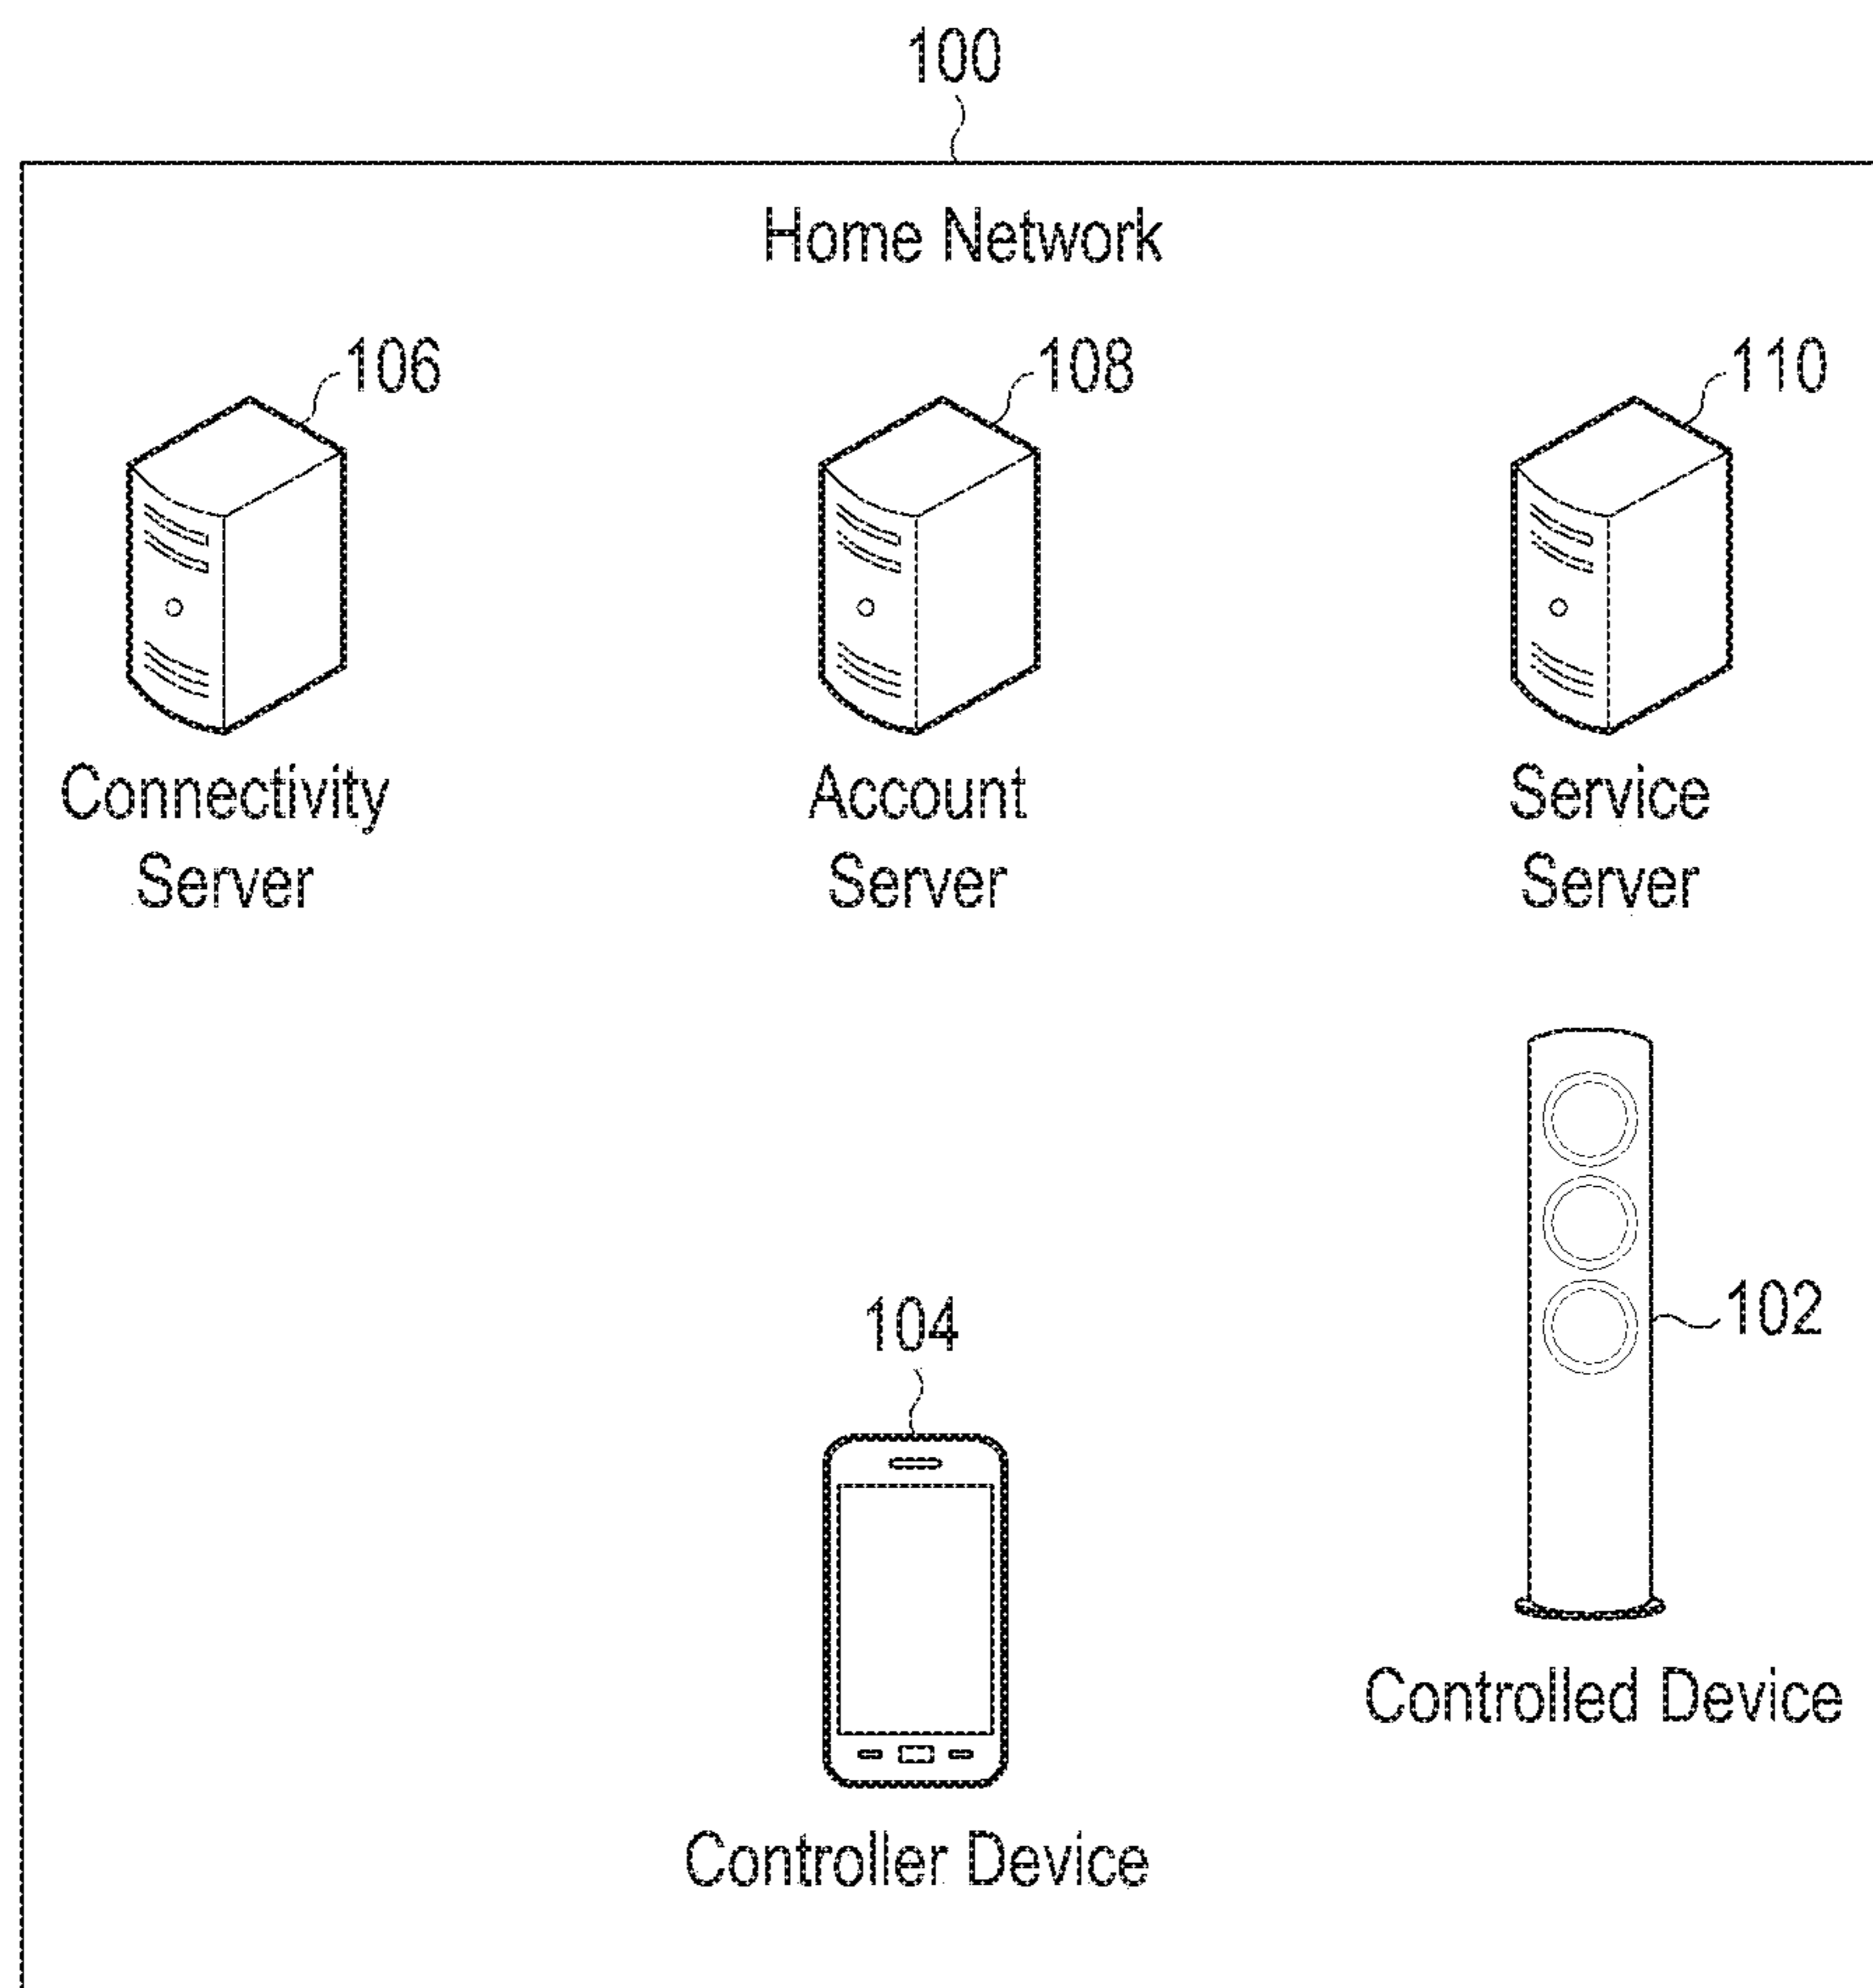 100
Home Network
106
108
110
Connectivity
Server
Account
Server
Service
Server
102
104
Controlled Device
Controller Device